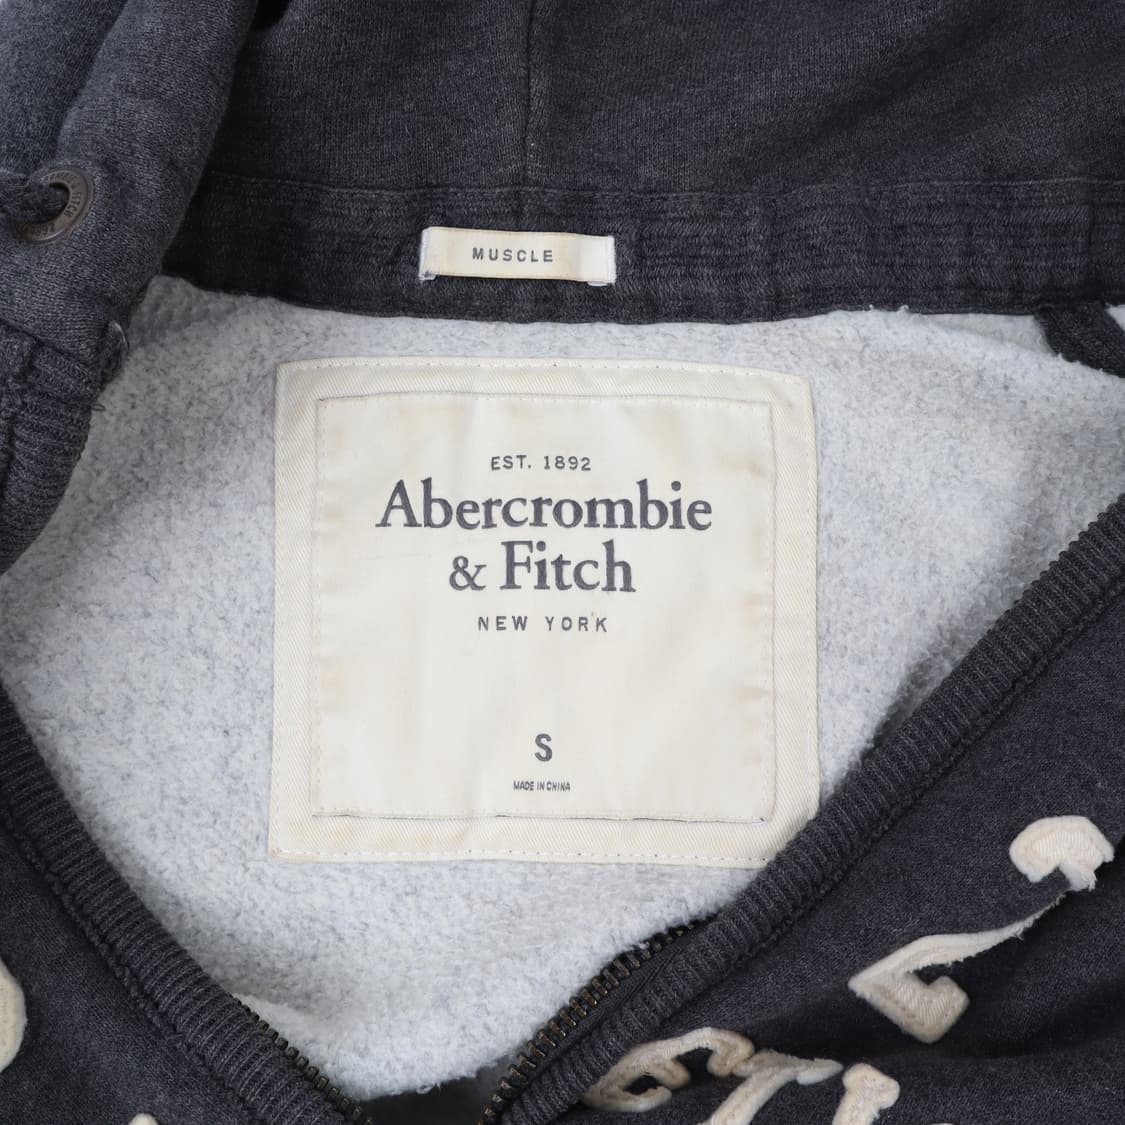 MUSCLE
EST. 1892
Abercrombie
& Fitch
NEW YORK
S
MADE IN CHINA